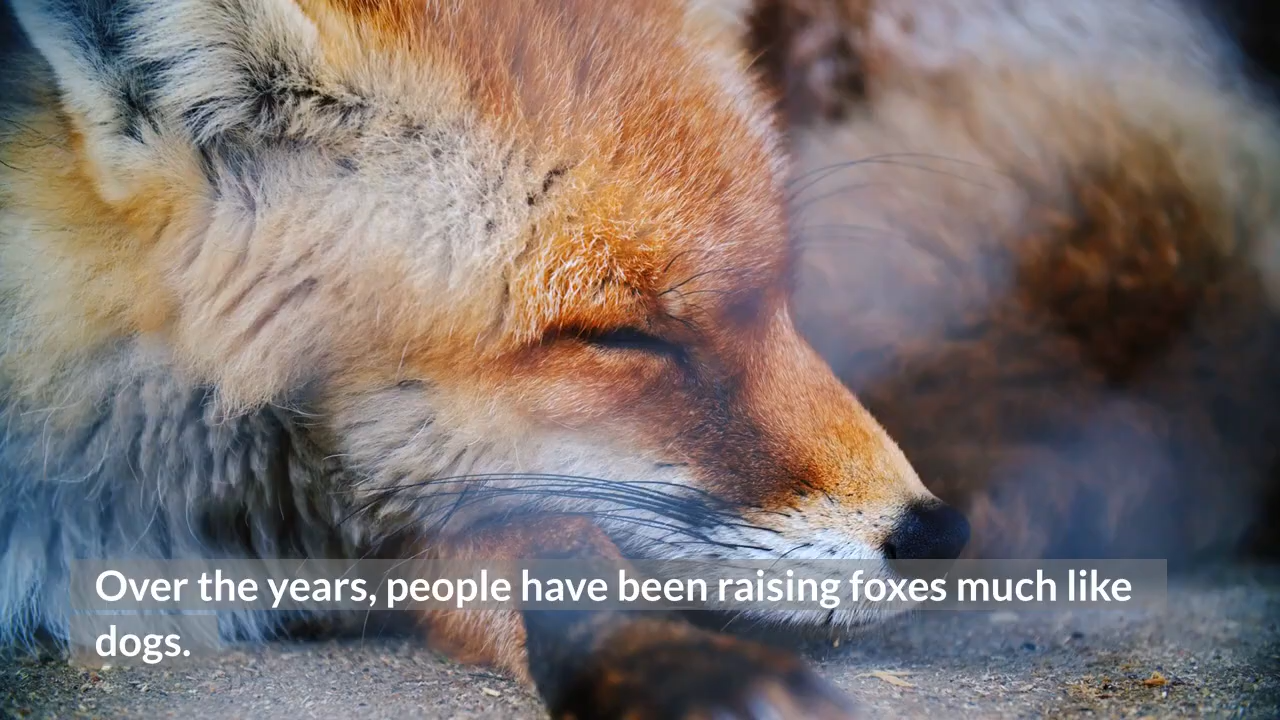 Over the years, people have been raising foxes much like
dogs.